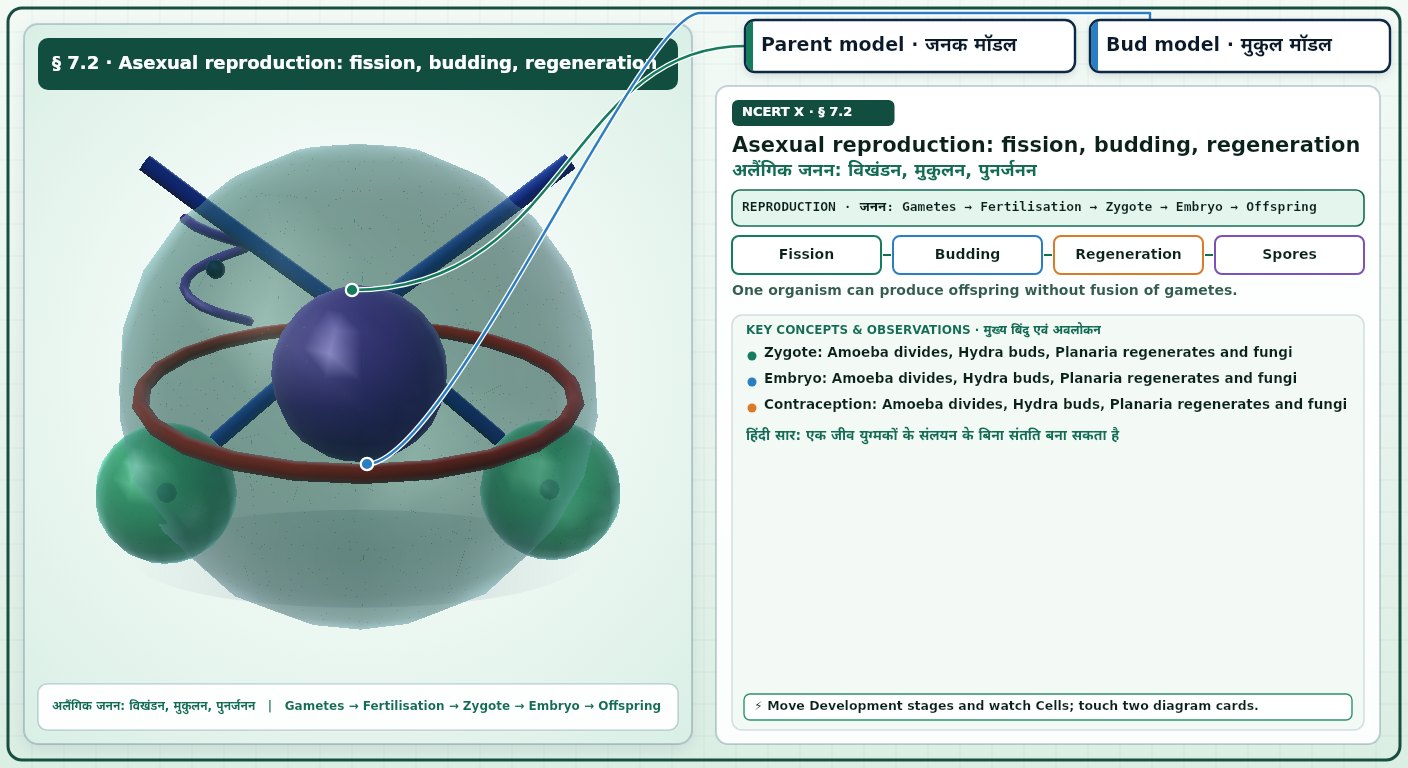 § 7.2 · Asexual reproduction: fission, budding, regeneration
Parent model · जनक मॉडल
Bud model · मुकुल मॉडल
NCERT X · § 7.2
Asexual reproduction: fission, budding, regeneration
अलैंगिक जनन: विखंडन, मुकुलन, पुनर्जनन
REPRODUCTION · जनन: Gametes → Fertilisation → Zygote → Embryo → Offspring
Fission
Budding
Regeneration
Spores
One organism can produce offspring without fusion of gametes.
KEY CONCEPTS & OBSERVATIONS · मुख्य बिंदु एवं अवलोकन
Zygote: Amoeba divides, Hydra buds, Planaria regenerates and fungi
Embryo: Amoeba divides, Hydra buds, Planaria regenerates and fungi
Contraception: Amoeba divides, Hydra buds, Planaria regenerates and fungi
हिंदी सार: एक जीव युग्मकों के संलयन के बिना संतति बना सकता है
⚡ Move Development stages and watch Cells; touch two diagram cards.
अलैंगिक जनन: विखंडन, मुकुलन, पुनर्जनन | Gametes → Fertilisation → Zygote → Embryo → Offspring